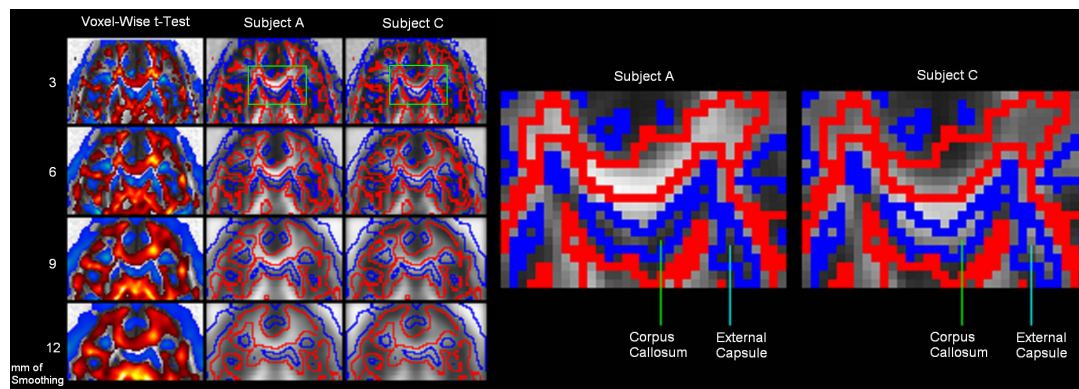 Voxel-Wise t-Test
Subject A
Subject C
3
6
9
12
mm of
Smoothing
Subject A
Subject C
Corpus
Callosum
External
Capsule
Corpus
Callosum
External
Capsule